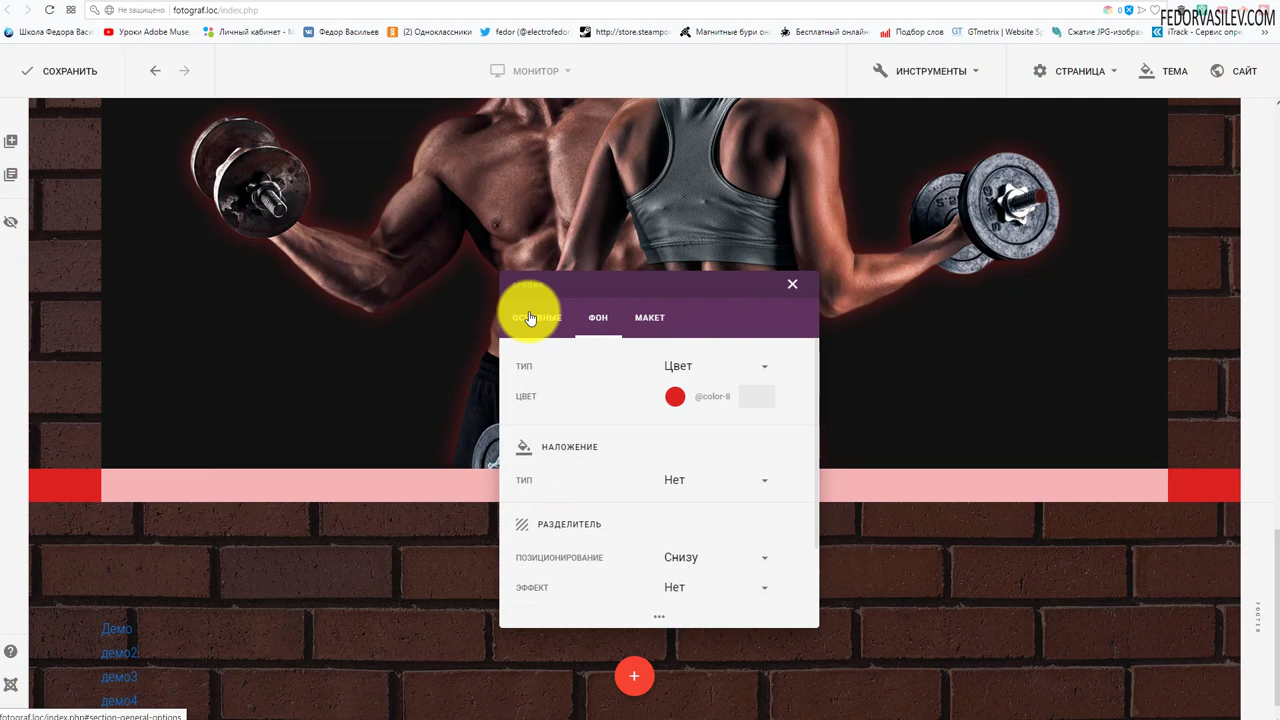 Не защищено fotograf.loc/index.php
0
FEDORVASILEV.COM
Школа Федора Васи Уроки Adobe Muse Личный кабинет - М Федор Васильев (2) Одноклассники fedor (@electrofedor) http://store.steampo Магнитные бури он Бесплатный онлайн Подбор слов GTmetrix | Website S Сжатие JPG-изобра iTrack - Сервис опре
СОХРАНИТЬ МОНИТОР ИНСТРУМЕНТЫ СТРАНИЦА ТЕМА САЙТ
ОСНОВНЫЕ ФОН МАКЕТ
ТИП Цвет
ЦВЕТ @color-8
НАЛОЖЕНИЕ
ТИП Нет
РАЗДЕЛИТЕЛЬ
ПОЗИЦИОНИРОВАНИЕ Снизу
ЭФФЕКТ Нет
FOOTER
Демо
демо2
демо3
демо4
fotograf.loc/index.php#section-general-options